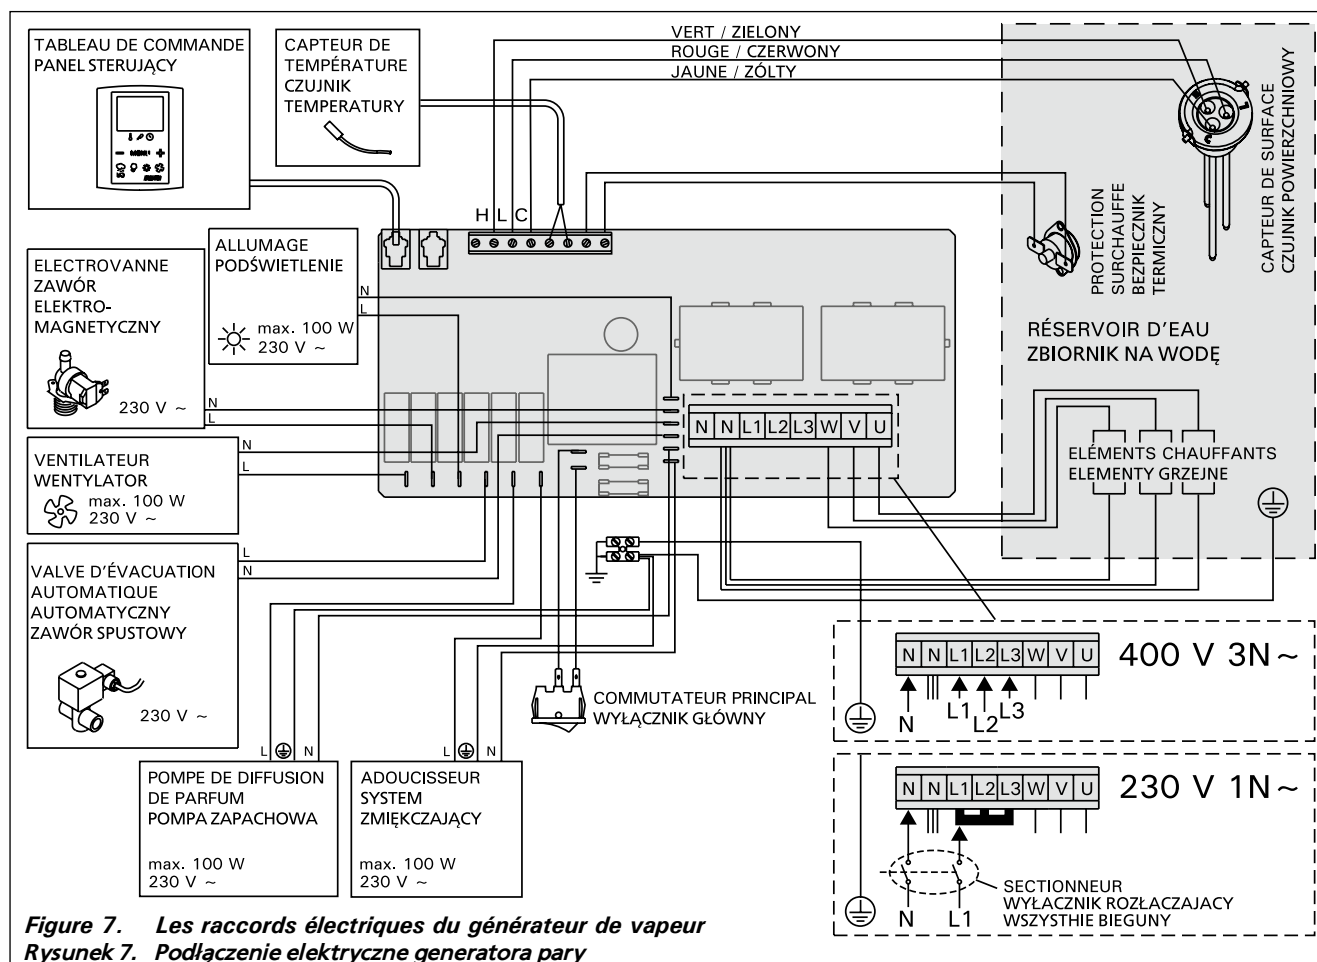 TABLEAU DE COMMANDE
PANEL STERUJĄCY
MENU
CAPTEUR DE
TEMPÉRATURE
CZUJNIK
TEMPERATURY
VERT / ZIELONY
ROUGE / CZERWONY
JAUNE / ZÓLTY
H L C
CAPTEUR DE SURFACE
CZUJNIK POWIERZCHNIOWY
PROTECTION
SURCHAUFFE
BEZPIECZNIK
TERMICZNY
RÉSERVOIR D'EAU
ZBIORNIK NA WODĘ
ELECTROVANNE
ZAWÓR
ELEKTRO-
MAGNETYCZNY
230 V ~
N
L
ALLUMAGE
PODŚWIETLENIE
max. 100 W
230 V ~
N
L
VENTILATEUR
WENTYLATOR
max. 100 W
230 V ~
N
L
VALVE D'ÉVACUATION
AUTOMATIQUE
AUTOMATYCZNY
ZAWÓR SPUSTOWY
230 V ~
L
N
N N L1 L2 L3 W V U
ELÉMENTS CHAUFFANTS
ELEMENTY GRZEJNE
COMMUTATEUR PRINCIPAL
WYŁĄCZNIK GŁÓWNY
L N
POMPE DE DIFFUSION
DE PARFUM
POMPA ZAPACHOWA
max. 100 W
230 V ~
L N
ADOUCISSEUR
SYSTEM
ZMIĘKCZAJĄCY
max. 100 W
230 V ~
N N L1 L2 L3 W V U
400 V 3N ~
N L1 L2 L3
N N L1 L2 L3 W V U
230 V 1N ~
N L1
SECTIONNEUR
WYŁACZNIK ROZŁACZAJACY
WSZYSTHIE BIEGUNY
Figure 7. Les raccords électriques du générateur de vapeur
Rysunek 7. Podłączenie elektryczne generatora pary